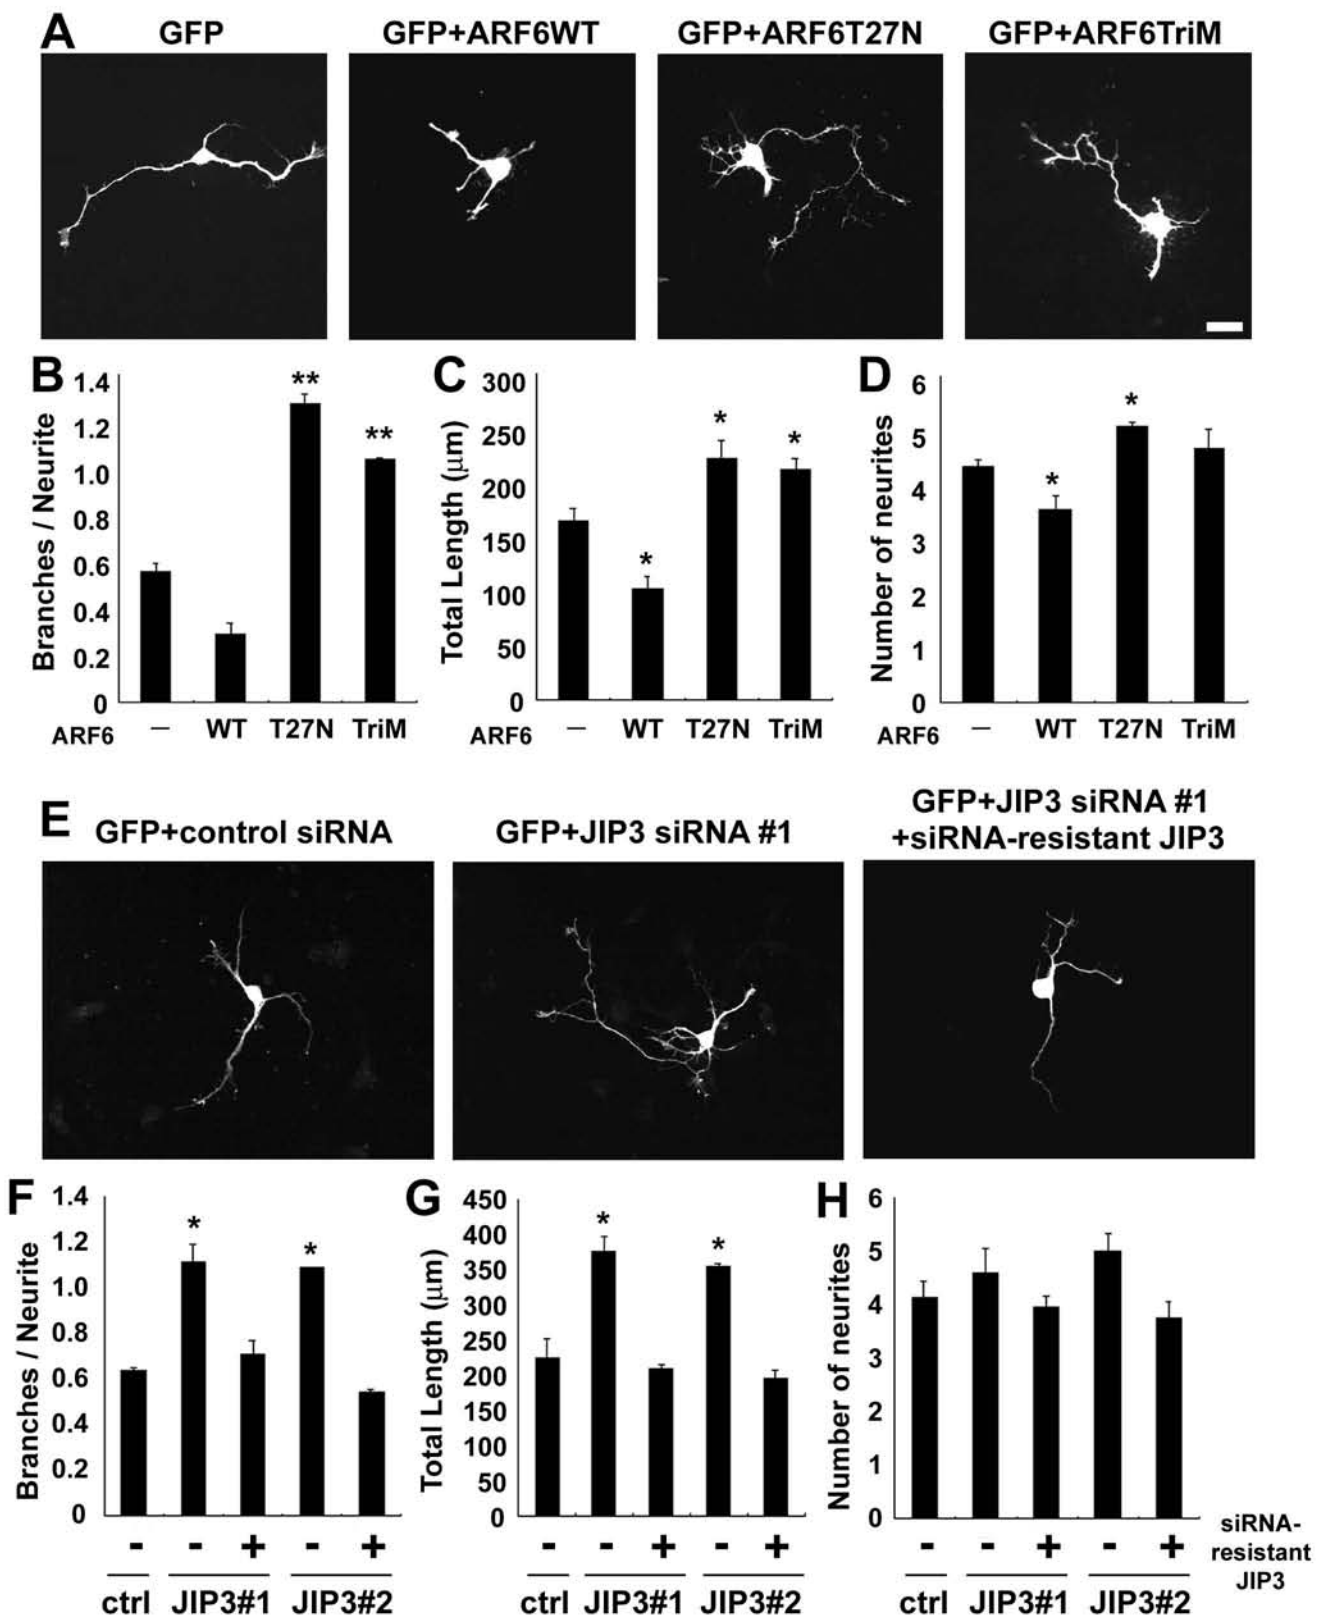 A
GFP
GFP+ARF6WT
GFP+ARF6T27N
GFP+ARF6TriM
B
Branches / Neurite
1.4
1.2
1.0
0.8
0.6
0.4
0.2
0
**
**
ARF6
–
WT
T27N
TriM
C
Total Length (μm)
300
250
200
150
100
50
0
*
*
*
ARF6
–
WT
T27N
TriM
D
Number of neurites
6
5
4
3
2
1
0
*
*
ARF6
–
WT
T27N
TriM
E
GFP+control siRNA
GFP+JIP3 siRNA #1
GFP+JIP3 siRNA #1
+siRNA-resistant JIP3
F
Branches / Neurite
1.4
1.2
1.0
0.8
0.6
0.4
0.2
0
*
*
- - + - +
ctrl JIP3#1 JIP3#2
G
Total Length (μm)
450
400
350
300
250
200
150
100
50
0
*
*
- - + - +
ctrl JIP3#1 JIP3#2
H
Number of neurites
6
5
4
3
2
1
0
- - + - +
ctrl JIP3#1 JIP3#2
siRNA-
resistant
JIP3